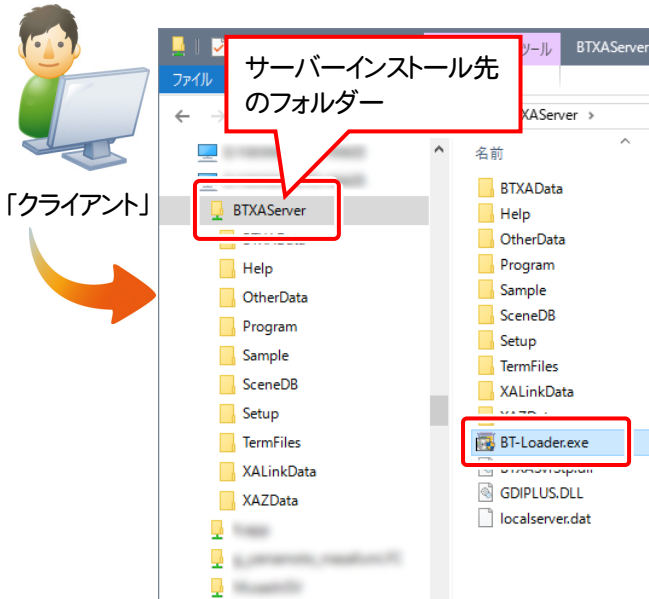 ツール
BTXAServer
ファイル
サーバーインストール先
のフォルダー
XAServer
名前
「クライアント」
BTXAServer
Help
OtherData
Program
Sample
SceneDB
Setup
TermFiles
XALinkData
XAZData
BTXAData
Help
OtherData
Program
Sample
SceneDB
Setup
TermFiles
XALinkData
BT-Loader.exe
GDIPLUS.DLL
localserver.dat